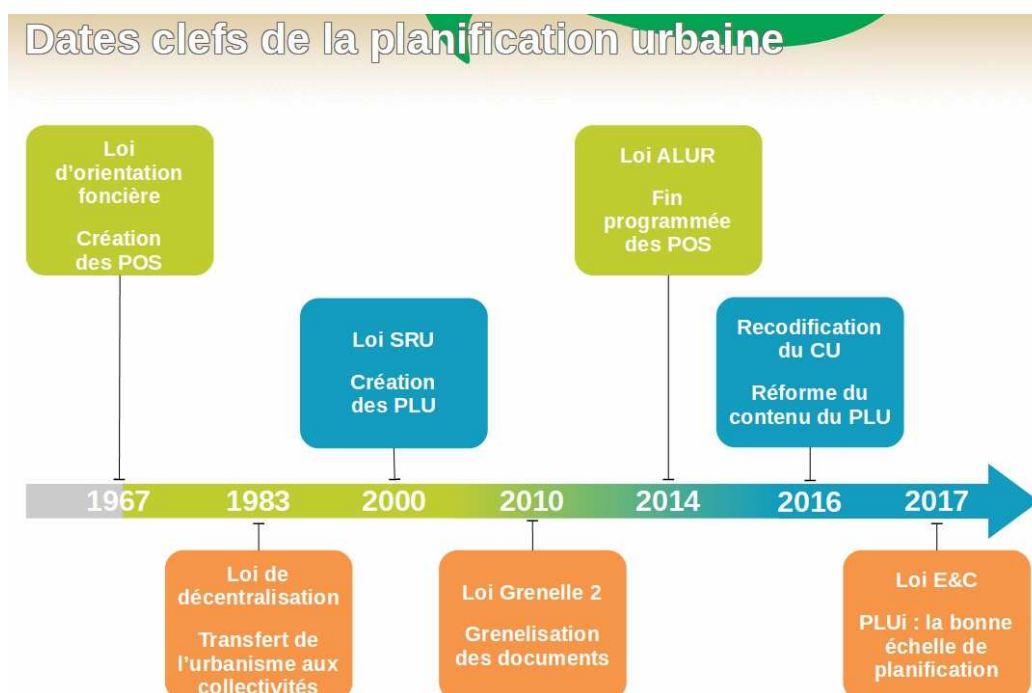 Dates clefs de la planification urbaine
Loi
d'orientation
foncière
Création
des POS
Loi ALUR
Fin
programmée
des POS
Loi SRU
Création
des PLU
Recodification
du CU
Réforme du
contenu du PLU
1967
1983
2000
2010
2014
2016
2017
Loi de
décentralisation
Transfert de
l'urbanisme aux
collectivités
Loi Grenelle 2
Grenelisation
des documents
Loi E&C
PLUi : la bonne
échelle de
planification